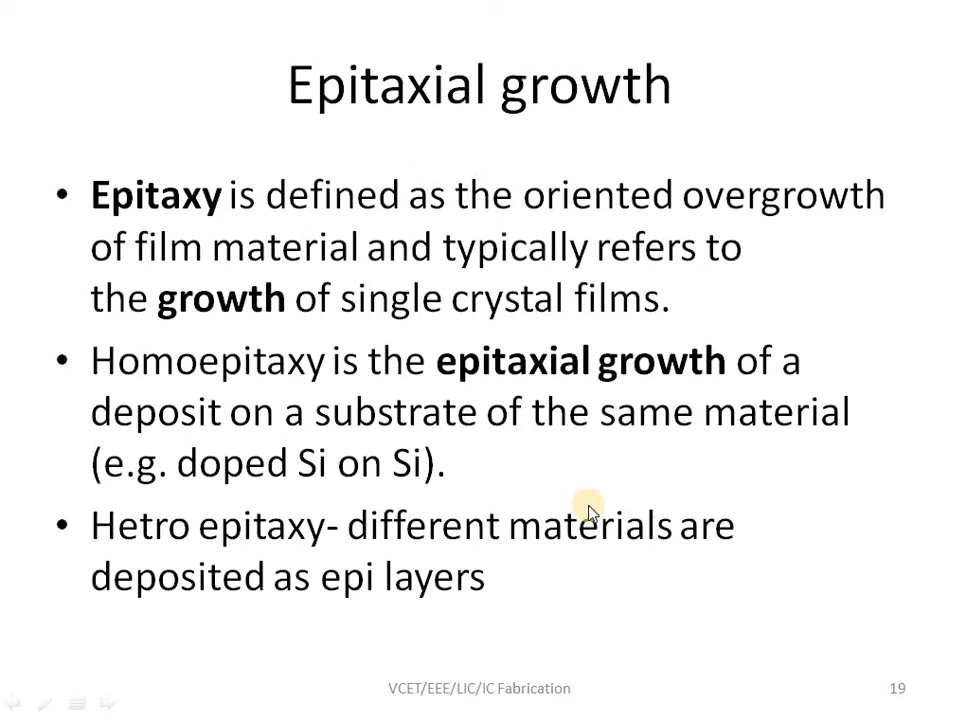 Epitaxial growth
• Epitaxy is defined as the oriented overgrowth
of film material and typically refers to
the growth of single crystal films.
• Homoepitaxy is the epitaxial growth of a
deposit on a substrate of the same material
(e.g. doped Si on Si).
• Hetro epitaxy- different materials are
deposited as epi layers
VCET/EEE/LIC/IC Fabrication
19